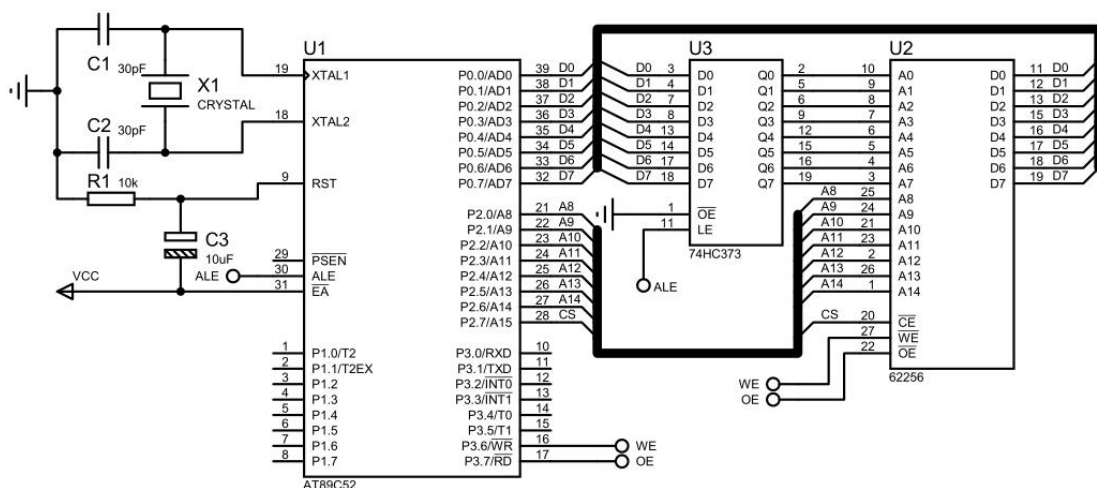 C1
30pF
X1
CRYSTAL
C2
30pF
R1
10k
C3
10uF
VCC
ALE
U1
19 XTAL1
18 XTAL2
9 RST
29 PSEN
30 ALE
31 EA
1 P1.0/T2
2 P1.1/T2EX
3 P1.2
4 P1.3
5 P1.4
6 P1.5
7 P1.6
8 P1.7
P0.0/AD0 39 D0
P0.1/AD1 38 D1
P0.2/AD2 37 D2
P0.3/AD3 36 D3
P0.4/AD4 35 D4
P0.5/AD5 34 D5
P0.6/AD6 33 D6
P0.7/AD7 32 D7
P2.0/A8 21 A8
P2.1/A9 22 A9
P2.2/A10 23 A10
P2.3/A11 24 A11
P2.4/A12 25 A12
P2.5/A13 26 A13
P2.6/A14 27 A14
P2.7/A15 28 CS
P3.0/RXD 10
P3.1/TXD 11
P3.2/INT0 12
P3.3/INT1 13
P3.4/T0 14
P3.5/T1 15
P3.6/WR 16 WE
P3.7/RD 17 OE
AT89C52
U3
D0 3 D0 Q0 2
D1 4 D1 Q1 5
D2 7 D2 Q2 6
D3 8 D3 Q3 9
D4 13 D4 Q4 12
D5 14 D5 Q5 15
D6 17 D6 Q6 16
D7 18 D7 Q7 19
1 OE
11 LE
74HC373
ALE
U2
10 A0 D0 11 D0
9 A1 D1 12 D1
8 A2 D2 13 D2
7 A3 D3 15 D3
6 A4 D4 16 D4
5 A5 D5 17 D5
4 A6 D6 18 D6
3 A7 D7 19 D7
A8 25 A8
A9 24 A9
A10 21 A10
A11 23 A11
A12 2 A12
A13 26 A13
A14 1 A14
CS 20 CE
27 WE
22 OE
62256
WE
OE